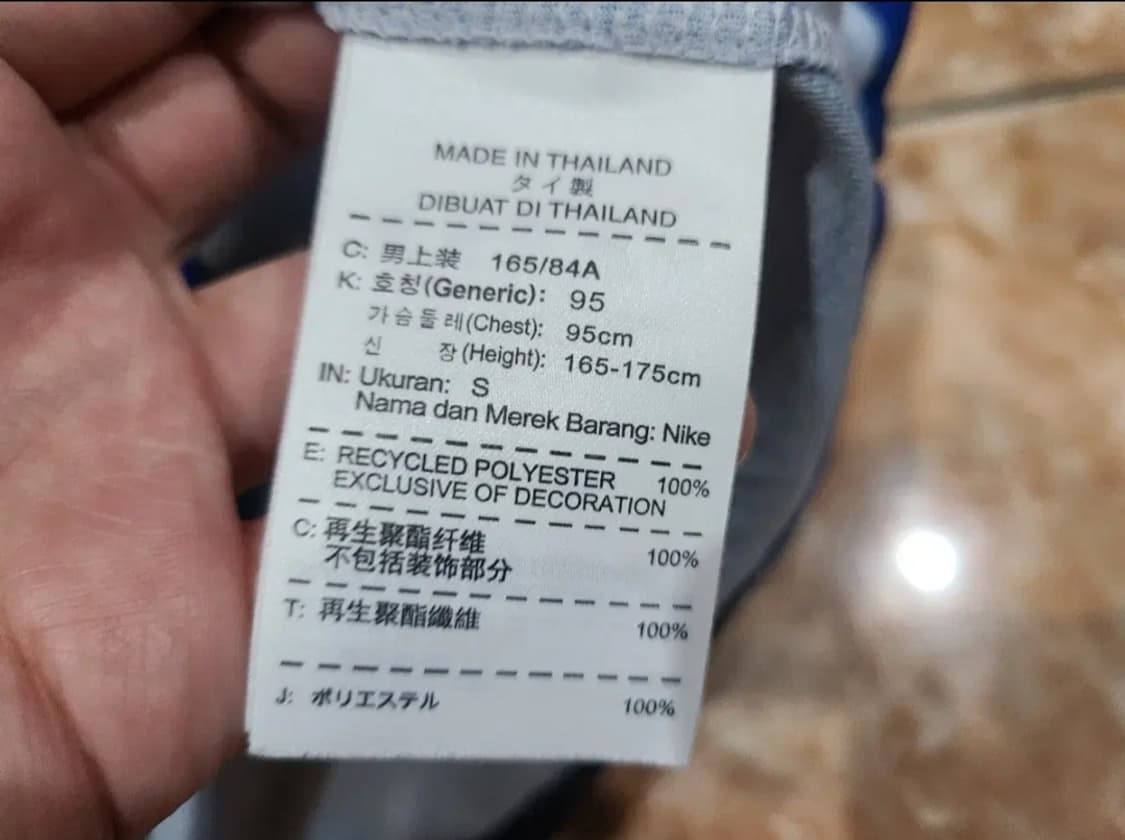 MADE IN THAILAND
タイ製
DIBUAT DI THAILAND
C: 男上装 165/84A
K: 호칭(Generic): 95
가슴둘레(Chest): 95cm
신 장(Height): 165-175cm
IN: Ukuran: S
Nama dan Merek Barang: Nike
E: RECYCLED POLYESTER 100%
EXCLUSIVE OF DECORATION
C: 再生聚酯纤维 100%
不包括装饰部分
T: 再生聚酯纖維 100%
J: ポリエステル 100%